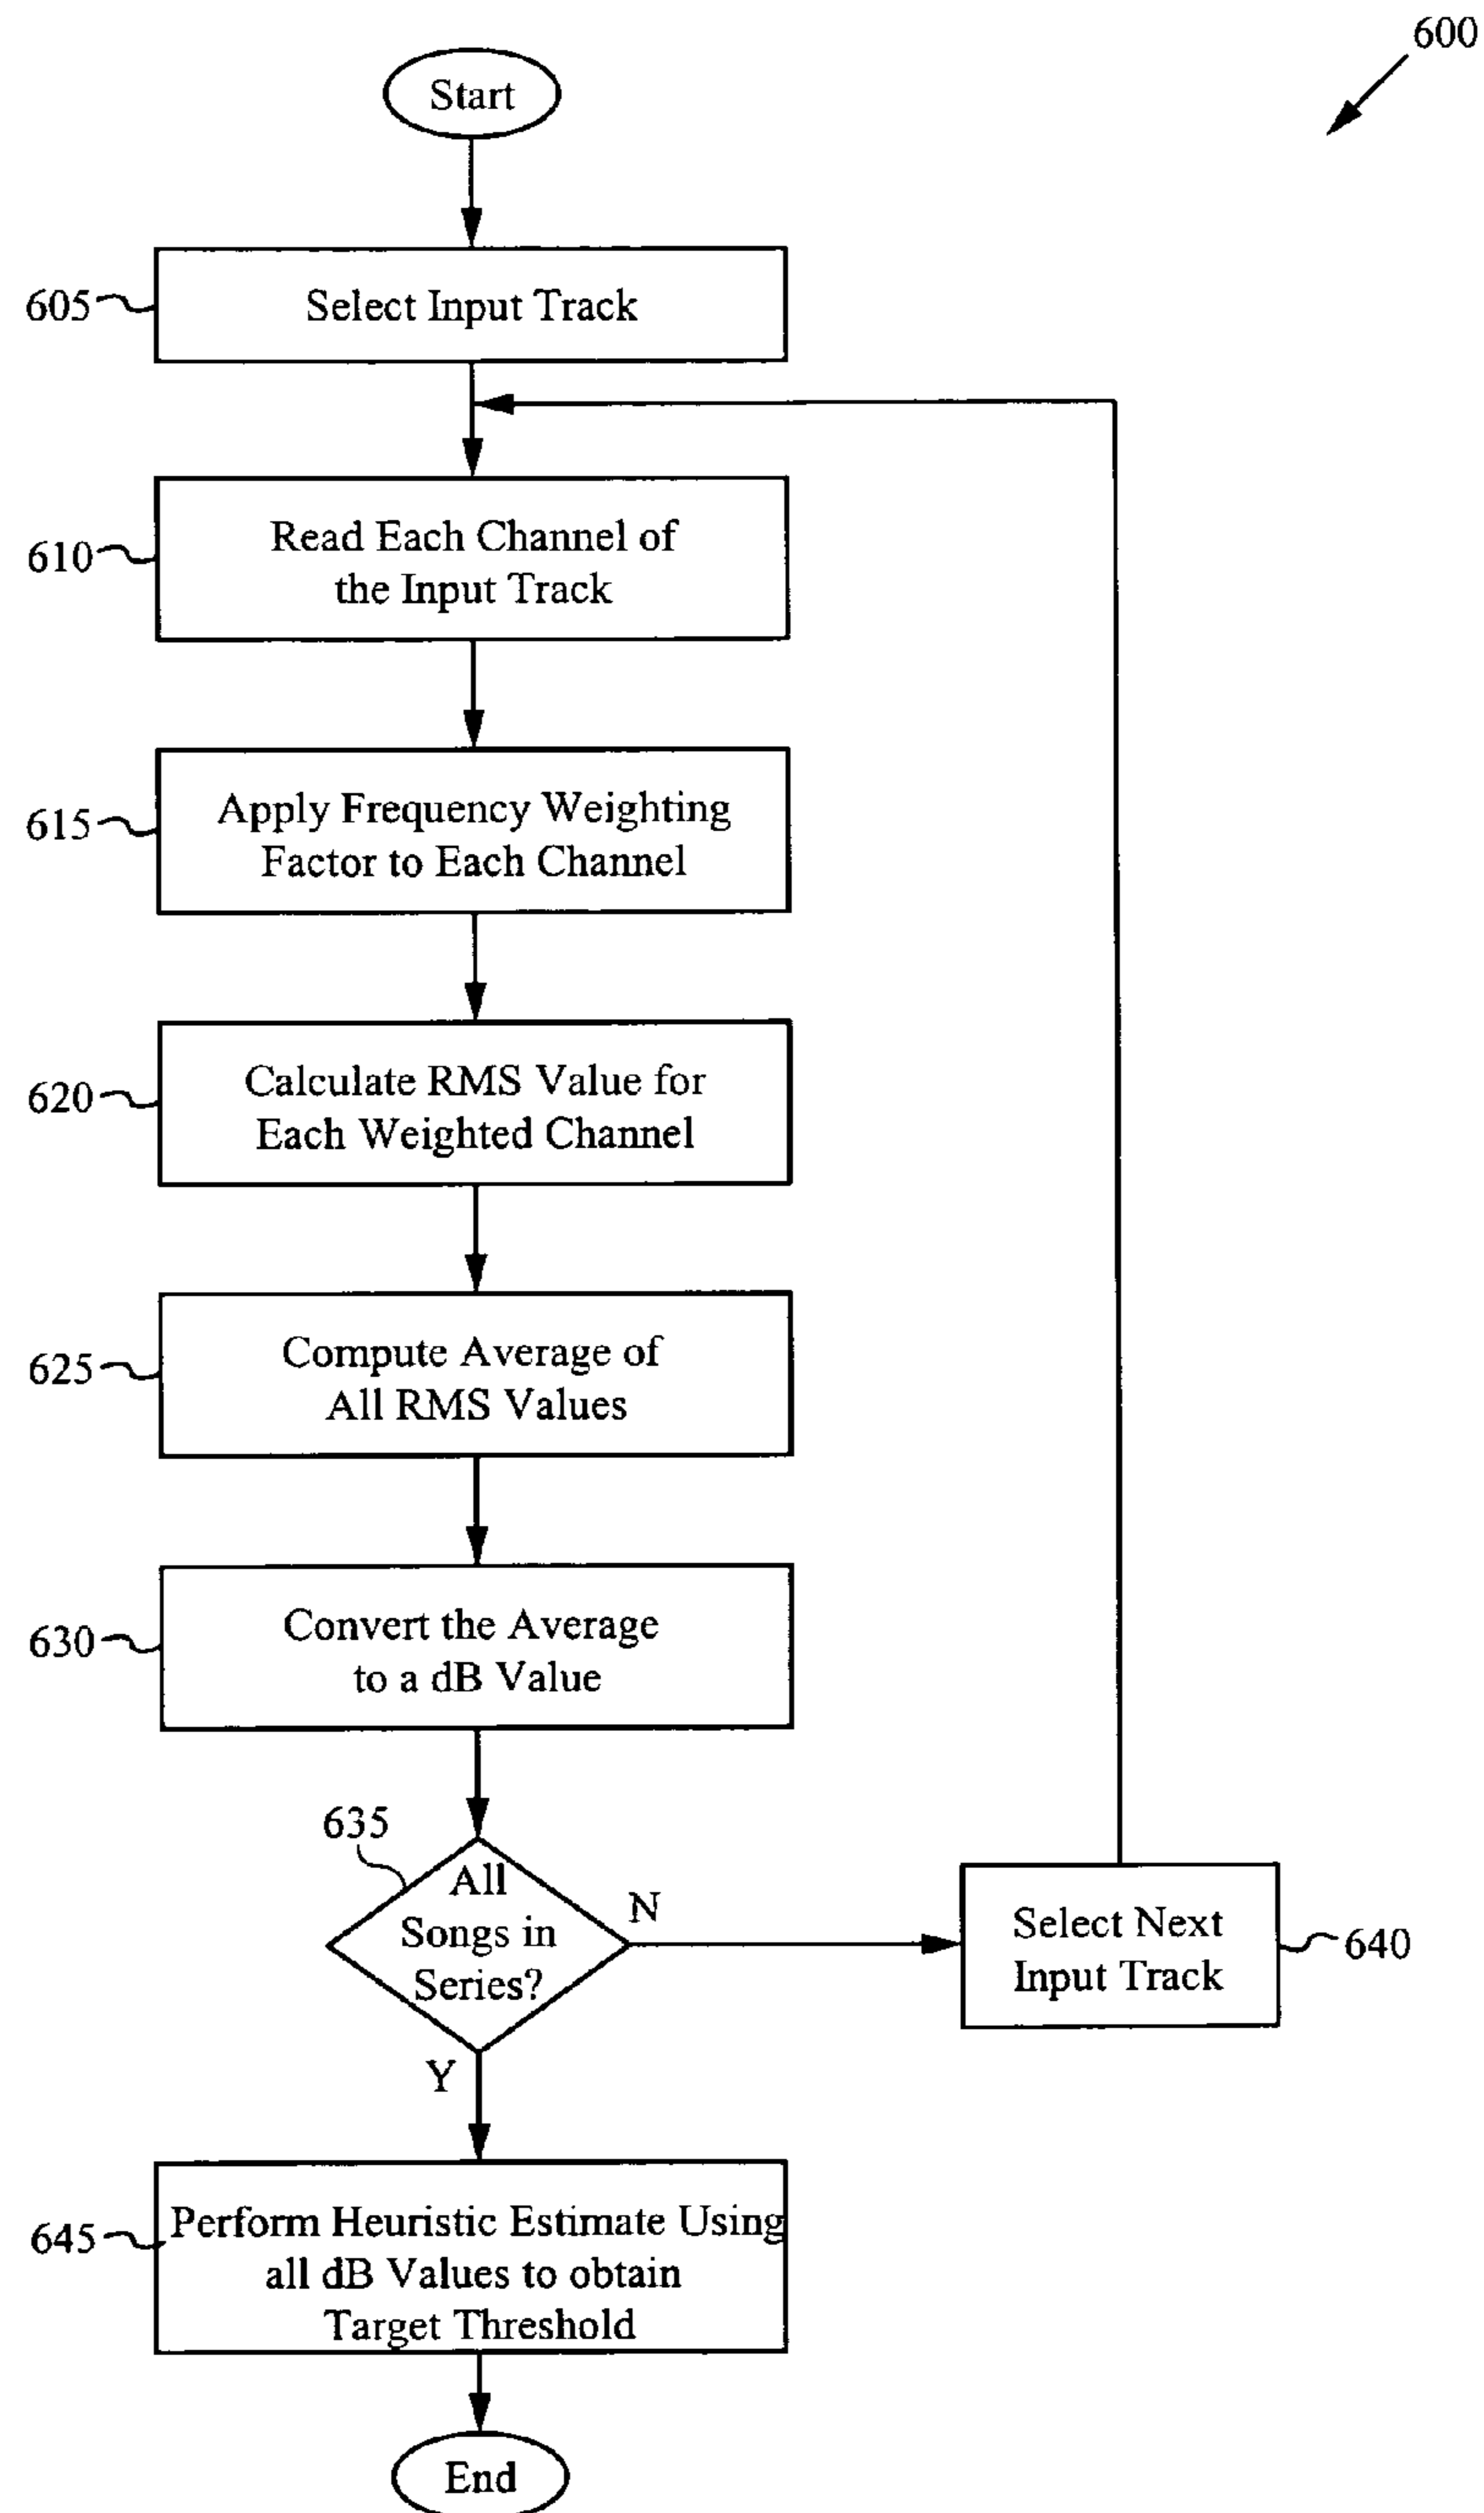 600
Start
605
Select Input Track
610
Read Each Channel of
the Input Track
615
Apply Frequency Weighting
Factor to Each Channel
620
Calculate RMS Value for
Each Weighted Channel
625
Compute Average of
All RMS Values
630
Convert the Average
to a dB Value
635
All
Songs in
Series?
N
Select Next
Input Track
640
Y
645
Perform Heuristic Estimate Using
all dB Values to obtain
Target Threshold
End